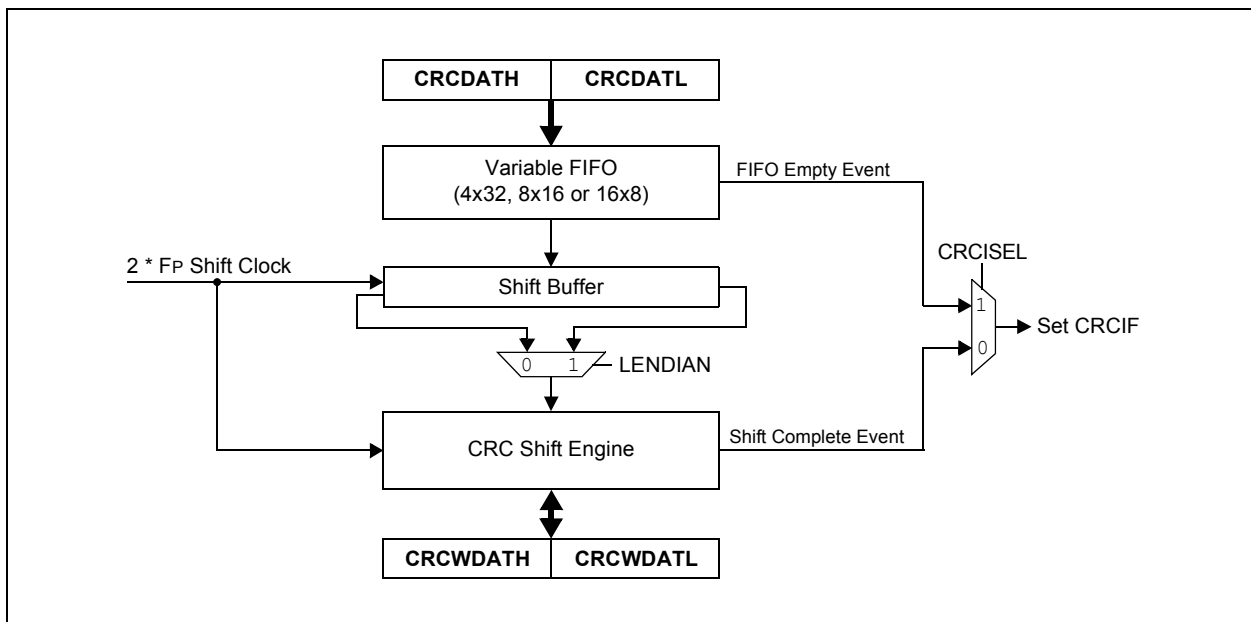 CRCDATH CRCDATL
Variable FIFO
(4x32, 8x16 or 16x8)
FIFO Empty Event
CRCISEL
2 * FP Shift Clock
Shift Buffer
1
Set CRCIF
0
0 1
LENDIAN
CRC Shift Engine
Shift Complete Event
CRCWDATH CRCWDATL